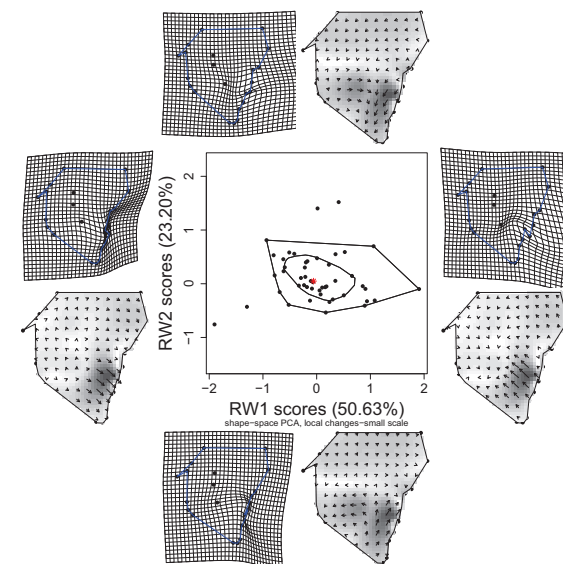 2
1
0
−1
RW2 scores (23.20%)
−2 −1 0 1 2
RW1 scores (50.63%)
shape−space PCA, local changes−small scale